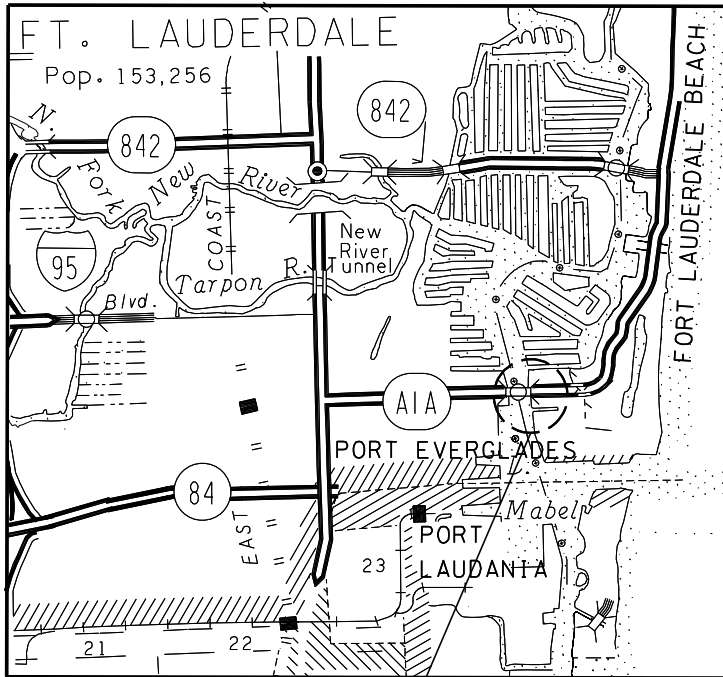 FT. LAUDERDALE
Pop. 153,256
FORT LAUDERDALE BEACH
842
842
N. Fork
New River
COAST
95
New
River
Tunnel
Tarpon R.
Blvd.
A1A
PORT EVERGLADES
84
EAST
Mabel
PORT
LAUDANIA
23
22
21